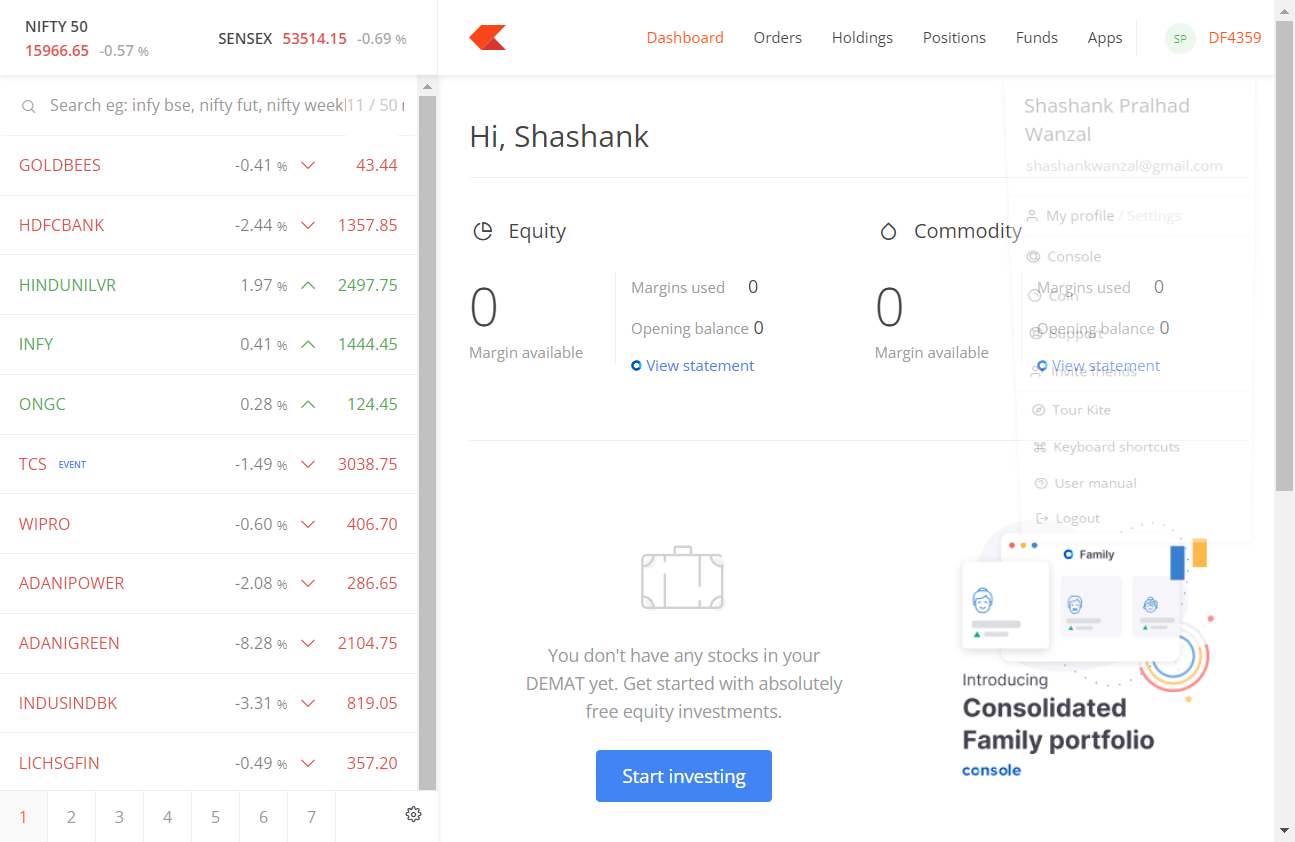 NIFTY 50
15966.65 -0.57 %
SENSEX 53514.15 -0.69 %
Dashboard Orders Holdings Positions Funds Apps SP DF4359
Search eg: infy bse, nifty fut, nifty weekl 11 / 50
GOLDBEES -0.41 % 43.44
HDFCBANK -2.44 % 1357.85
HINDUNILVR 1.97 % 2497.75
INFY 0.41 % 1444.45
ONGC 0.28 % 124.45
TCS EVENT -1.49 % 3038.75
WIPRO -0.60 % 406.70
ADANIPOWER -2.08 % 286.65
ADANIGREEN -8.28 % 2104.75
INDUSINDBK -3.31 % 819.05
LICHSGFIN -0.49 % 357.20
1 2 3 4 5 6 7
Hi, Shashank
Equity
0
Margin available
Margins used 0
Opening balance 0
View statement
Commodity
0
Margin available
Margins used 0
Opening balance 0
View statement
Shashank Pralhad
Wanzal
shashankwanzal@gmail.com
My profile / Settings
Console
Coin
Support
Invite friends
Tour Kite
Keyboard shortcuts
User manual
Logout
You don't have any stocks in your
DEMAT yet. Get started with absolutely
free equity investments.
Start investing
Family
Introducing
Consolidated
Family portfolio
console